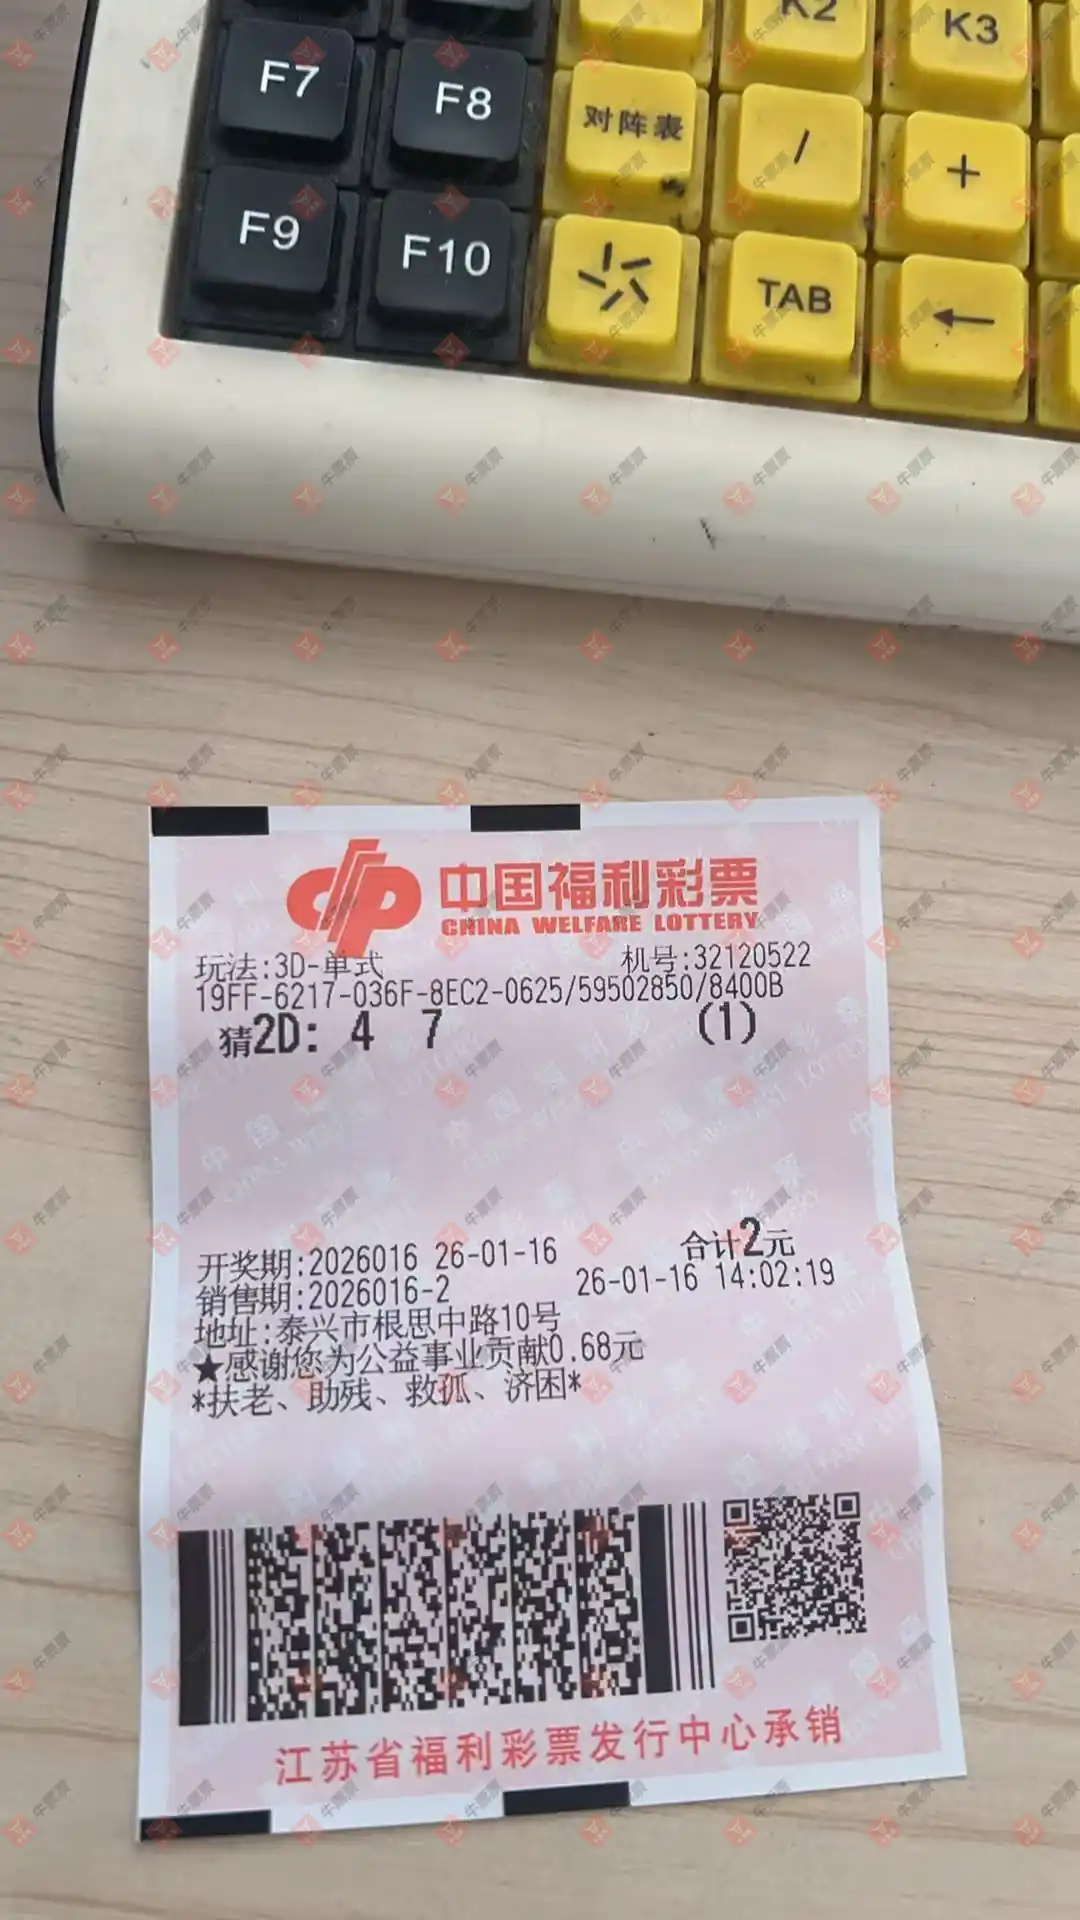 K2
K3
F7
F8
对阵表
/
+
F9
F10
TAB
←
中国福利彩票
CHINA WELFARE LOTTERY
玩法:3D-单式 机号:32120522
19FF-6217-036F-8EC2-0625/59502850/8400B
猜2D: 4 7 (1)
开奖期:2026016 26-01-16 合计2元
销售期:2026016-2 26-01-16 14:02:19
地址:泰兴市根思中路10号
★感谢您为公益事业贡献0.68元
*扶老、助残、救孤、济困*
江苏省福利彩票发行中心承销
牛票票